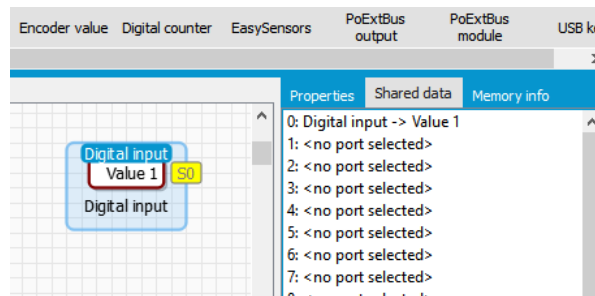 Encoder value Digital counter EasySensors PoExtBus output PoExtBus module USB k
Properties Shared data Memory info
Digital input
Value 1 S0
Digital input
0: Digital input -> Value 1
1: <no port selected>
2: <no port selected>
3: <no port selected>
4: <no port selected>
5: <no port selected>
6: <no port selected>
7: <no port selected>